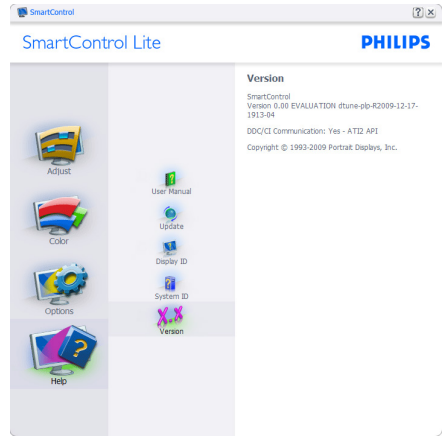 SmartControl
SmartControl Lite
PHILIPS
Adjust
Color
Options
Help
User Manual
Update
Display ID
System ID
Version
Version
SmartControl
Version 0.00 EVALUATION dtune-plp-R2009-12-17-
1913-04
DDC/CI Communication: Yes - ATI2 API
Copyright © 1993-2009 Portrait Displays, Inc.